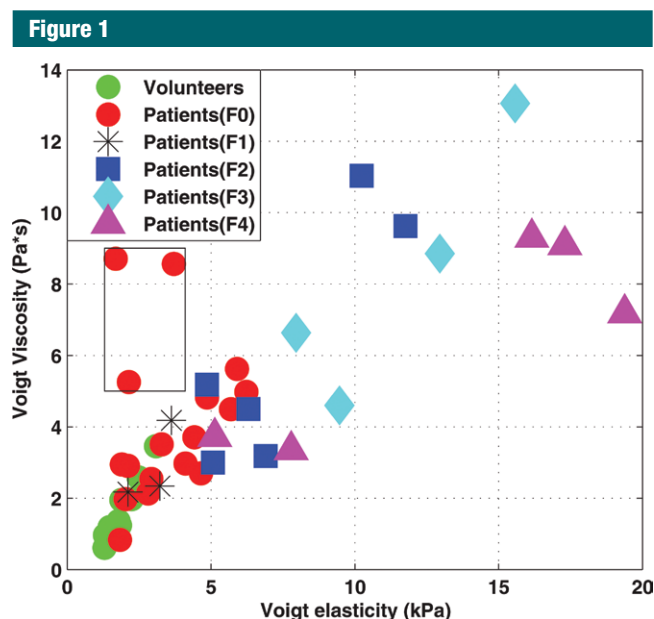 Figure 1
14
12
10
8
6
4
2
0
Voigt Viscosity (Pa*s)
Volunteers
Patients(F0)
Patients(F1)
Patients(F2)
Patients(F3)
Patients(F4)
0 5 10 15 20
Voigt elasticity (kPa)